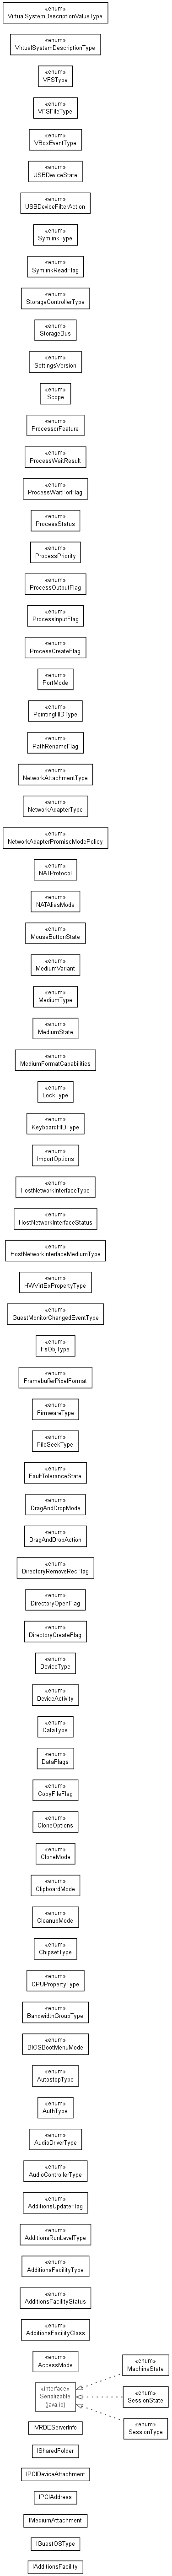 «enum»
VirtualSystemDescriptionValueType
«enum»
VirtualSystemDescriptionType
«enum»
VFSType
«enum»
VFSFileType
«enum»
VBoxEventType
«enum»
USBDeviceState
«enum»
USBDeviceFilterAction
«enum»
SymlinkType
«enum»
SymlinkReadFlag
«enum»
StorageControllerType
«enum»
StorageBus
«enum»
SettingsVersion
«enum»
Scope
«enum»
ProcessorFeature
«enum»
ProcessWaitResult
«enum»
ProcessWaitForFlag
«enum»
ProcessStatus
«enum»
ProcessPriority
«enum»
ProcessOutputFlag
«enum»
ProcessInputFlag
«enum»
ProcessCreateFlag
«enum»
PortMode
«enum»
PointingHIDType
«enum»
PathRenameFlag
«enum»
NetworkAttachmentType
«enum»
NetworkAdapterType
«enum»
NetworkAdapterPromiscModePolicy
«enum»
NATProtocol
«enum»
NATAliasMode
«enum»
MouseButtonState
«enum»
MediumVariant
«enum»
MediumType
«enum»
MediumState
«enum»
MediumFormatCapabilities
«enum»
LockType
«enum»
KeyboardHIDType
«enum»
ImportOptions
«enum»
HostNetworkInterfaceType
«enum»
HostNetworkInterfaceStatus
«enum»
HostNetworkInterfaceMediumType
«enum»
HWVirtExPropertyType
«enum»
GuestMonitorChangedEventType
«enum»
FsObjType
«enum»
FramebufferPixelFormat
«enum»
FirmwareType
«enum»
FileSeekType
«enum»
FaultToleranceState
«enum»
DragAndDropMode
«enum»
DragAndDropAction
«enum»
DirectoryRemoveRecFlag
«enum»
DirectoryOpenFlag
«enum»
DirectoryCreateFlag
«enum»
DeviceType
«enum»
DeviceActivity
«enum»
DataType
«enum»
DataFlags
«enum»
CopyFileFlag
«enum»
CloneOptions
«enum»
CloneMode
«enum»
ClipboardMode
«enum»
CleanupMode
«enum»
ChipsetType
«enum»
CPUPropertyType
«enum»
BandwidthGroupType
«enum»
BIOSBootMenuMode
«enum»
AutostopType
«enum»
AuthType
«enum»
AudioDriverType
«enum»
AudioControllerType
«enum»
AdditionsUpdateFlag
«enum»
AdditionsRunLevelType
«enum»
AdditionsFacilityType
«enum»
AdditionsFacilityStatus
«enum»
AdditionsFacilityClass
«enum»
AccessMode
«enum»
MachineState
«interface»
Serializable
(java.io)
«enum»
SessionState
«enum»
SessionType
IVRDEServerInfo
ISharedFolder
IPCIDeviceAttachment
IPCIAddress
IMediumAttachment
IGuestOSType
IAdditionsFacility